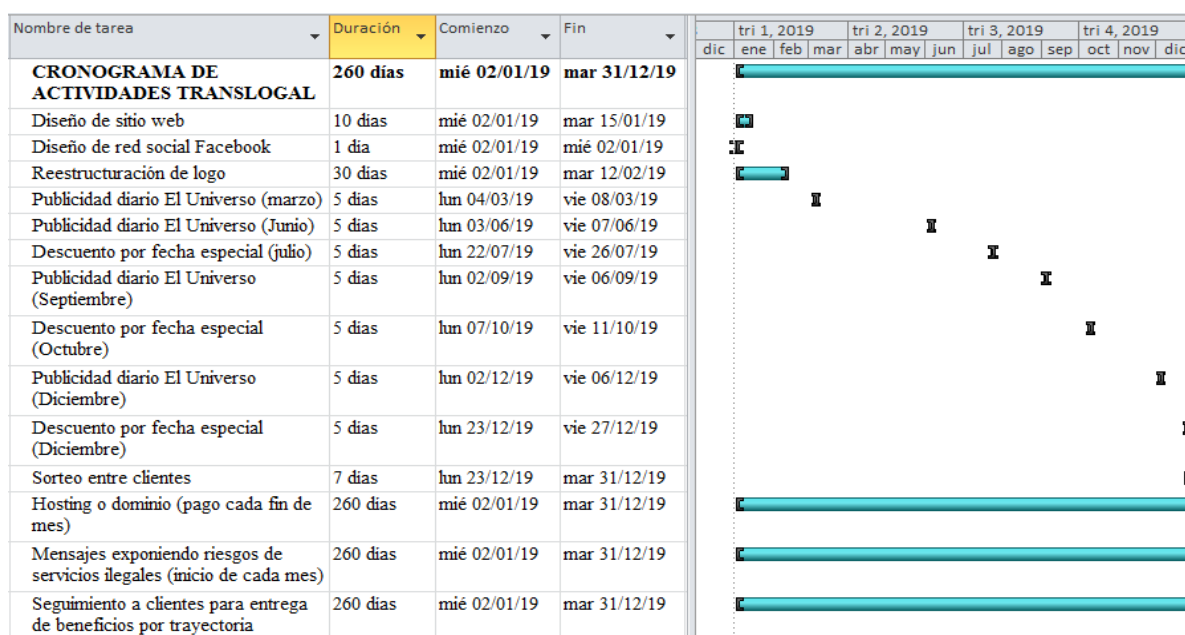 Nombre de tarea Duración Comienzo Fin
tri 1, 2019 tri 2, 2019 tri 3, 2019 tri 4, 2019
dic ene feb mar abr may jun jul ago sep oct nov dic
CRONOGRAMA DE 260 días mié 02/01/19 mar 31/12/19
ACTIVIDADES TRANSLOGAL
Diseño de sitio web 10 días mié 02/01/19 mar 15/01/19
Diseño de red social Facebook 1 día mié 02/01/19 mié 02/01/19
Reestructuración de logo 30 días mié 02/01/19 mar 12/02/19
Publicidad diario El Universo (marzo) 5 días lun 04/03/19 vie 08/03/19
Publicidad diario El Universo (Junio) 5 días lun 03/06/19 vie 07/06/19
Descuento por fecha especial (julio) 5 días lun 22/07/19 vie 26/07/19
Publicidad diario El Universo 5 días lun 02/09/19 vie 06/09/19
(Septiembre)
Descuento por fecha especial 5 días lun 07/10/19 vie 11/10/19
(Octubre)
Publicidad diario El Universo 5 días lun 02/12/19 vie 06/12/19
(Diciembre)
Descuento por fecha especial 5 días lun 23/12/19 vie 27/12/19
(Diciembre)
Sorteo entre clientes 7 días lun 23/12/19 mar 31/12/19
Hosting o dominio (pago cada fin de 260 días mié 02/01/19 mar 31/12/19
mes)
Mensajes exponiendo riesgos de 260 días mié 02/01/19 mar 31/12/19
servicios ilegales (inicio de cada mes)
Seguimiento a clientes para entrega 260 días mié 02/01/19 mar 31/12/19
de beneficios por trayectoria